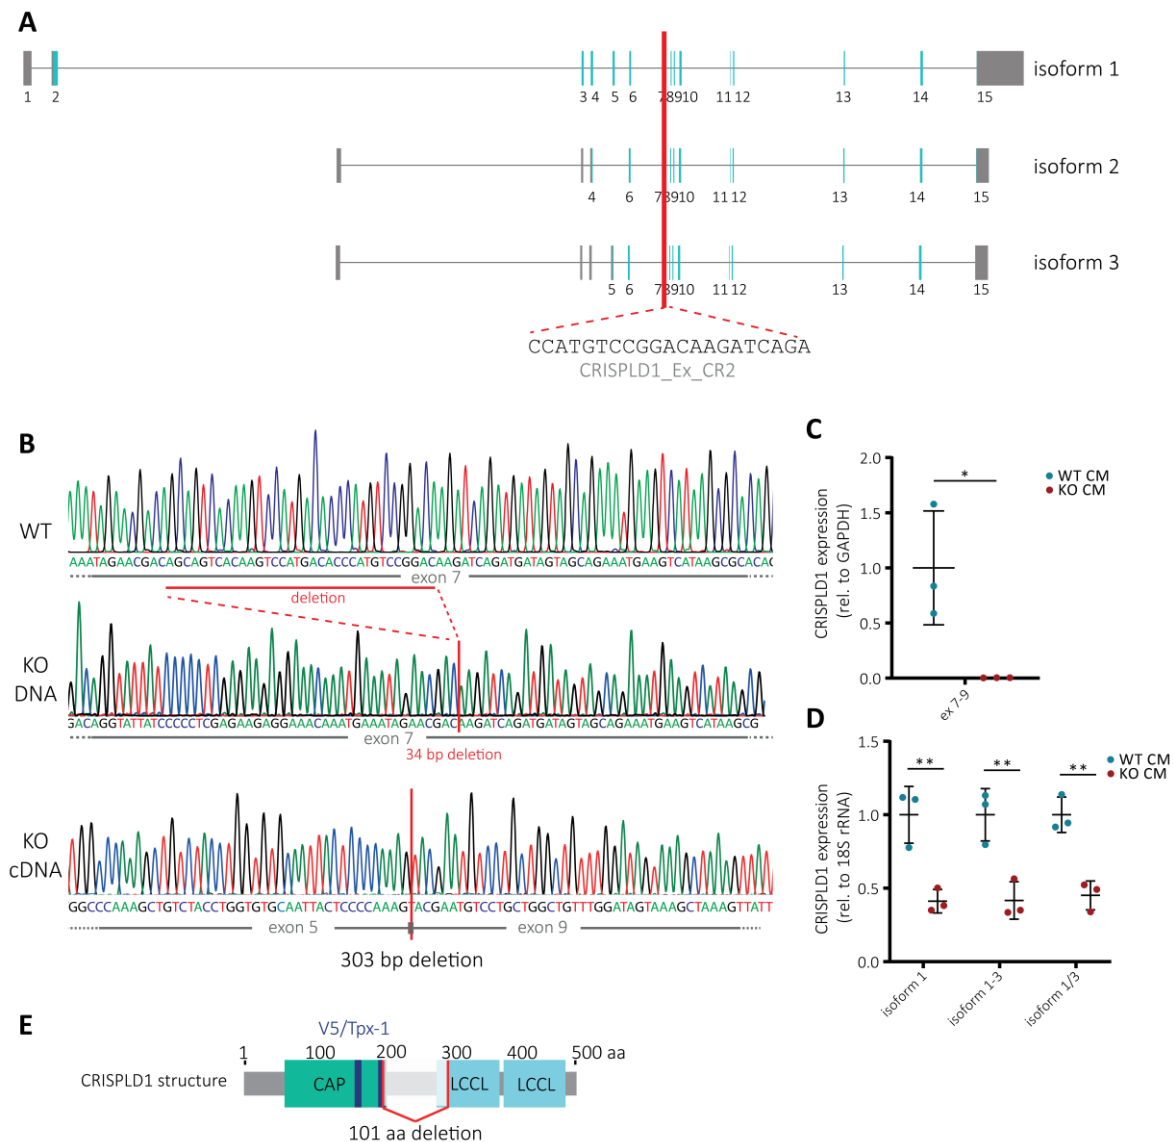 A
isoform 1
1 2 3 4 5 6 7 8 9 10 11 12 13 14 15
isoform 2
4 6 7 8 9 10 11 12 13 14 15
isoform 3
5 6 7 8 9 10 11 12 13 14 15
CCATGTCCGGACAAGATCAGA
CRISPLD1_Ex_CR2
B
WT
AAATAGAACGACAGCAGTCACAAGTCCATGACACCCATGTCCGGACAAGATCAGATGATAGTAGCAGAAATGAAGTCATAAGCGCACAG
exon 7
deletion
KO
DNA
GACAGGTATTATCCCCCTCGAGAAGAGGAAACAAATGAAATAGAACGACAAGATCAGATGATAGTAGCAGAAATGAAGTCATAAGCG
exon 7
34 bp deletion
KO
cDNA
GGCCCAAAGCTGTCTACCTGGTGTGCAATTACTCCCCAAAGTACGAATGTCCTGCTGGCTGTTTGGATAGTAAAGCTAAAGTTATT
exon 5
exon 9
303 bp deletion
C
CRISPLD1 expression
(rel. to GAPDH)
2.0
1.5
1.0
0.5
0.0
*
WT CM
KO CM
ex 7-9
D
CRISPLD1 expression
(rel. to 18S rRNA)
1.5
1.0
0.5
0.0
** ** **
WT CM
KO CM
isoform 1
isoform 1-3
isoform 1/3
E
V5/Tpx-1
1 100 200 300 400 500 aa
CRISPLD1 structure
CAP
LCCL
LCCL
101 aa deletion